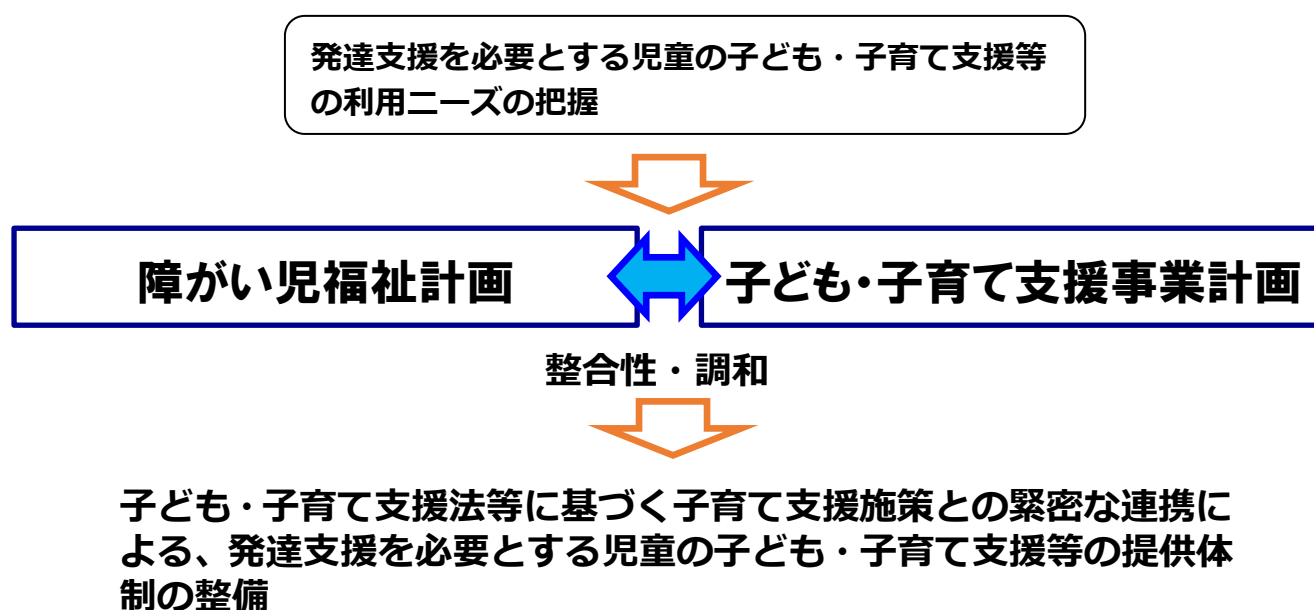 発達支援を必要とする児童の子ども・子育て支援等
の利用ニーズの把握
障がい児福祉計画
子ども・子育て支援事業計画
整合性・調和
子ども・子育て支援法等に基づく子育て支援施策との緊密な連携に
よる、発達支援を必要とする児童の子ども・子育て支援等の提供体
制の整備